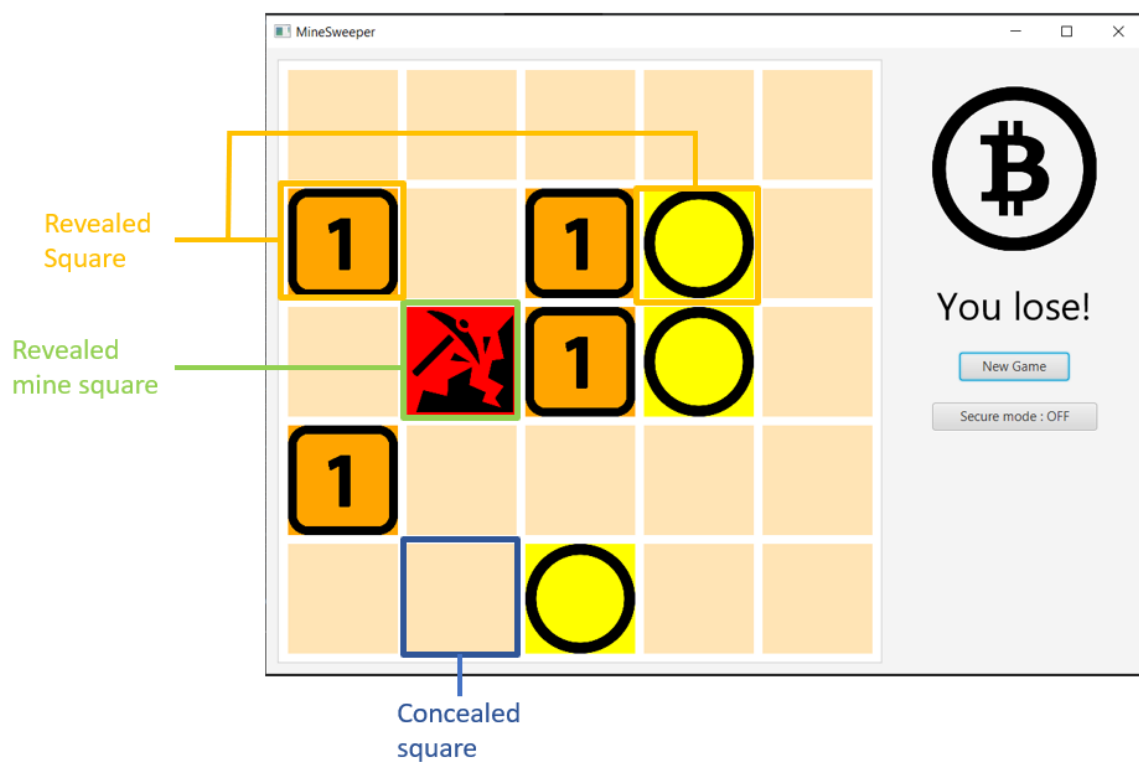 MineSweeper
Revealed
Square
1
1
You lose!
Revealed
mine square
1
New Game
Secure mode : OFF
1
Concealed
square